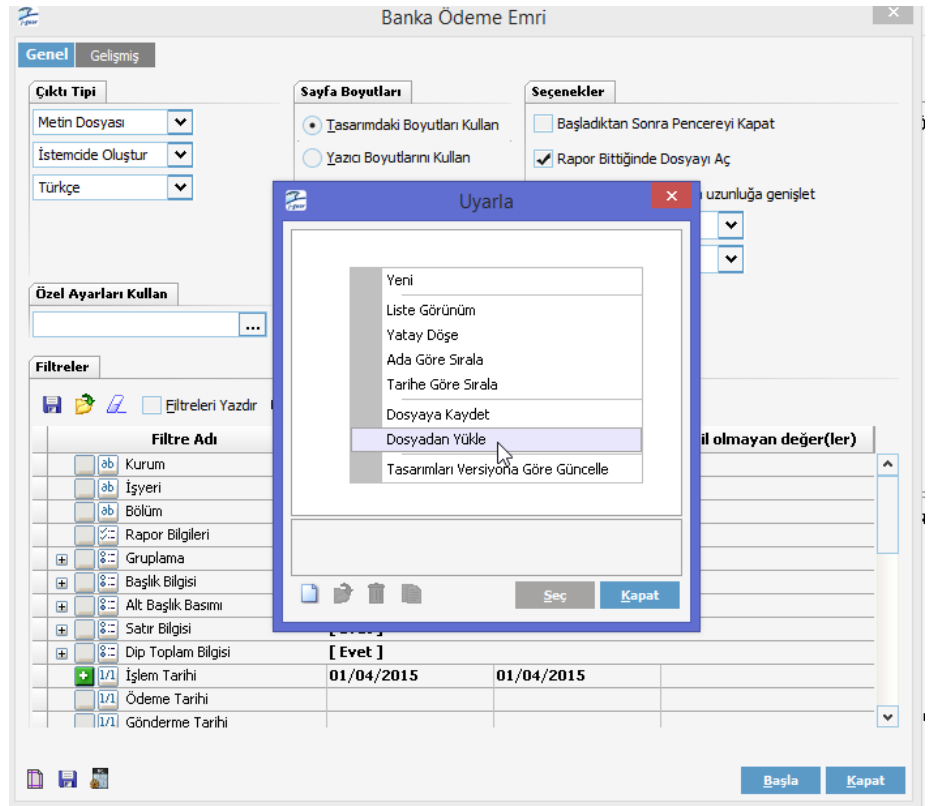 Banka Ödeme Emri
Genel Gelişmiş
Çıktı Tipi
Metin Dosyası
İstemcide Oluştur
Türkçe
Sayfa Boyutları
Tasarımdaki Boyutları Kullan
Yazıcı Boyutlarını Kullan
Seçenekler
Başladıktan Sonra Pencereyi Kapat
Rapor Bittiğinde Dosyayı Aç
uzunluğa genişlet
Özel Ayarları Kullan
...
Uyarla
Yeni
Liste Görünüm
Yatay Döşe
Ada Göre Sırala
Tarihe Göre Sırala
Dosyaya Kaydet
Dosyadan Yükle
Tasarımları Versiyona Göre Güncelle
Seç Kapat
Filtreler
Filtreleri Yazdır
Filtre Adı il olmayan değer(ler)
Kurum
İşyeri
Bölüm
Rapor Bilgileri
Gruplama
Başlık Bilgisi
Alt Başlık Basımı
Satır Bilgisi
Dip Toplam Bilgisi [ Evet ]
İşlem Tarihi 01/04/2015 01/04/2015
Ödeme Tarihi
Gönderme Tarihi
Başla Kapat